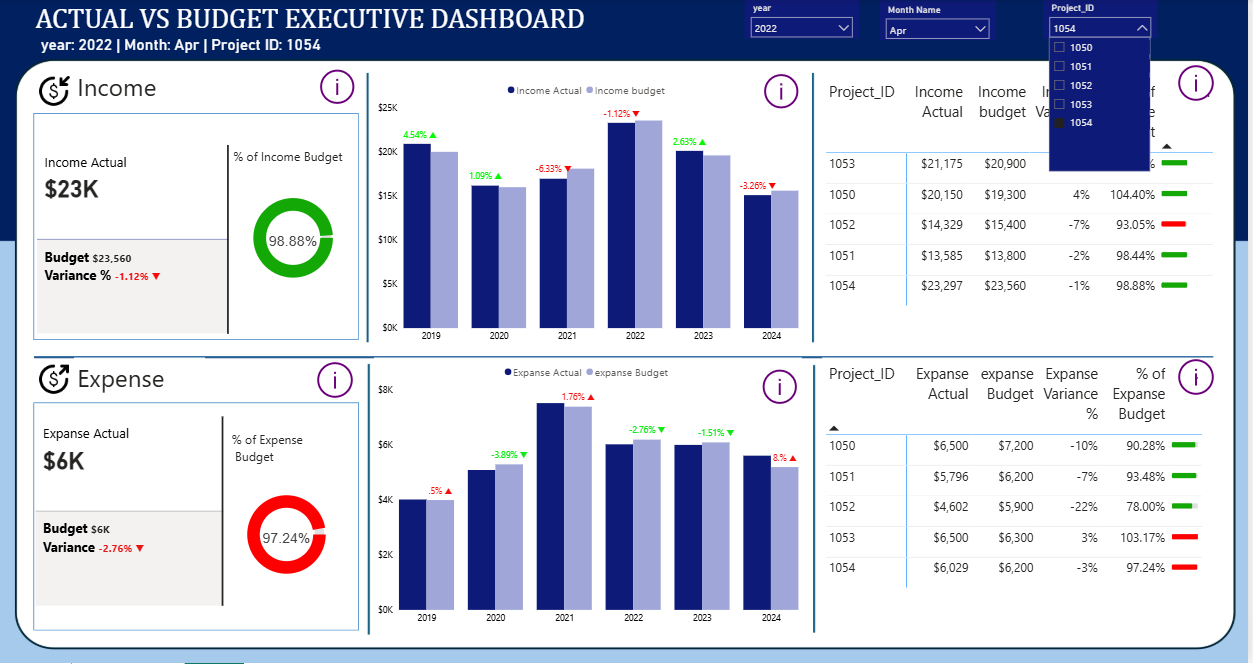 ACTUAL VS BUDGET EXECUTIVE DASHBOARD
year: 2022 | Month: Apr | Project ID: 1054
year
2022
Month Name
Apr
Project_ID
1054
1050
1051
1052
1053
1054
Income
i
Income Actual
$23K
Budget $23,560
Variance % -1.12% ▼
% of Income Budget
98.88%
Income Actual Income budget
i
$25K
$20K
$15K
$10K
$5K
$0K
4.54% ▲
1.09% ▲
-6.33% ▼
-1.12% ▼
2.63% ▲
-3.26% ▼
2019 2020 2021 2022 2023 2024
i
Project_ID Income Actual Income budget
1053 $21,175 $20,900 %
1050 $20,150 $19,300 4% 104.40%
1052 $14,329 $15,400 -7% 93.05%
1051 $13,585 $13,800 -2% 98.44%
1054 $23,297 $23,560 -1% 98.88%
Expense
i
Expanse Actual
$6K
Budget $6K
Variance -2.76% ▼
% of Expense
Budget
97.24%
Expanse Actual expanse Budget
i
$8K
$6K
$4K
$2K
$0K
.5% ▲
-3.89% ▼
1.76% ▲
-2.76% ▼
-1.51% ▼
8.% ▲
2019 2020 2021 2022 2023 2024
i
Project_ID Expanse expanse Expanse % of
Actual Budget Variance Expanse
% Budget
1050 $6,500 $7,200 -10% 90.28%
1051 $5,796 $6,200 -7% 93.48%
1052 $4,602 $5,900 -22% 78.00%
1053 $6,500 $6,300 3% 103.17%
1054 $6,029 $6,200 -3% 97.24%